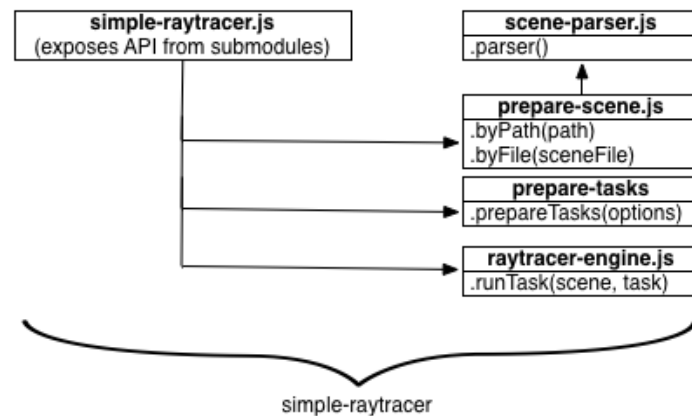 simple-raytracer.js
(exposes API from submodules)
scene-parser.js
.parser()
prepare-scene.js
.byPath(path)
.byFile(sceneFile)
prepare-tasks
.prepareTasks(options)
raytracer-engine.js
.runTask(scene, task)
simple-raytracer